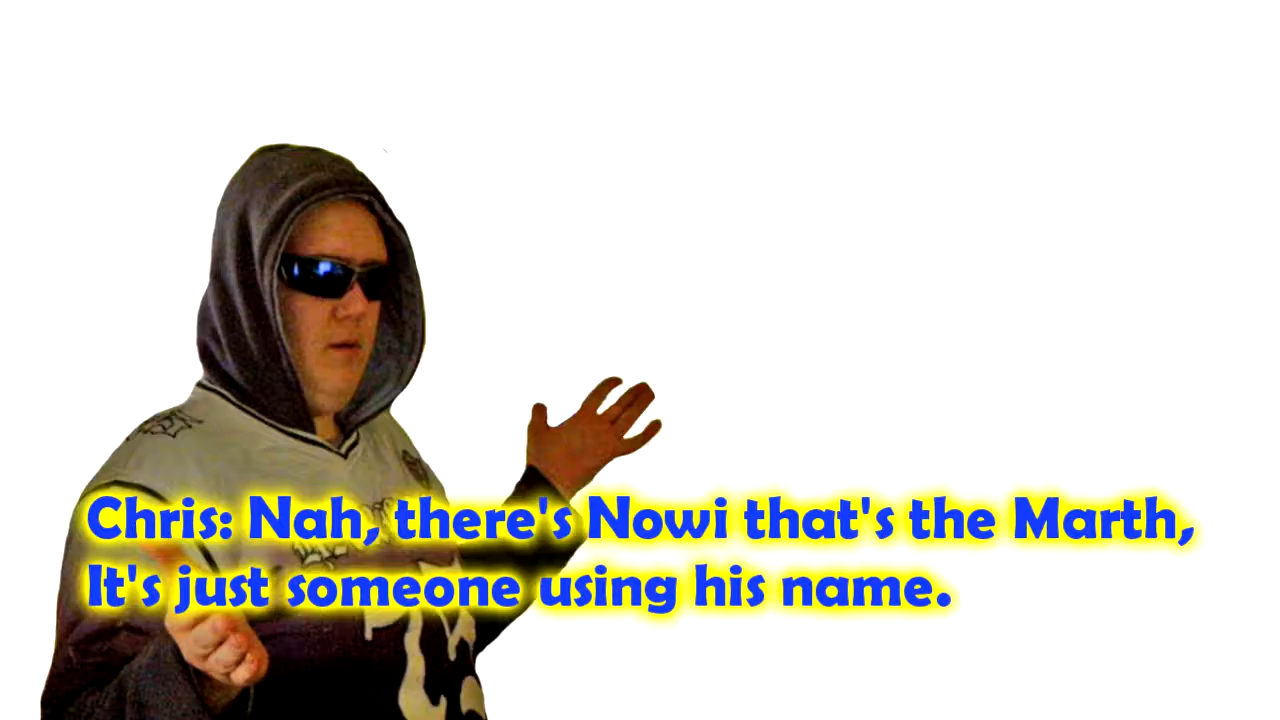 Chris: Nah, there's Nowi that's the Marth,
It's just someone using his name.